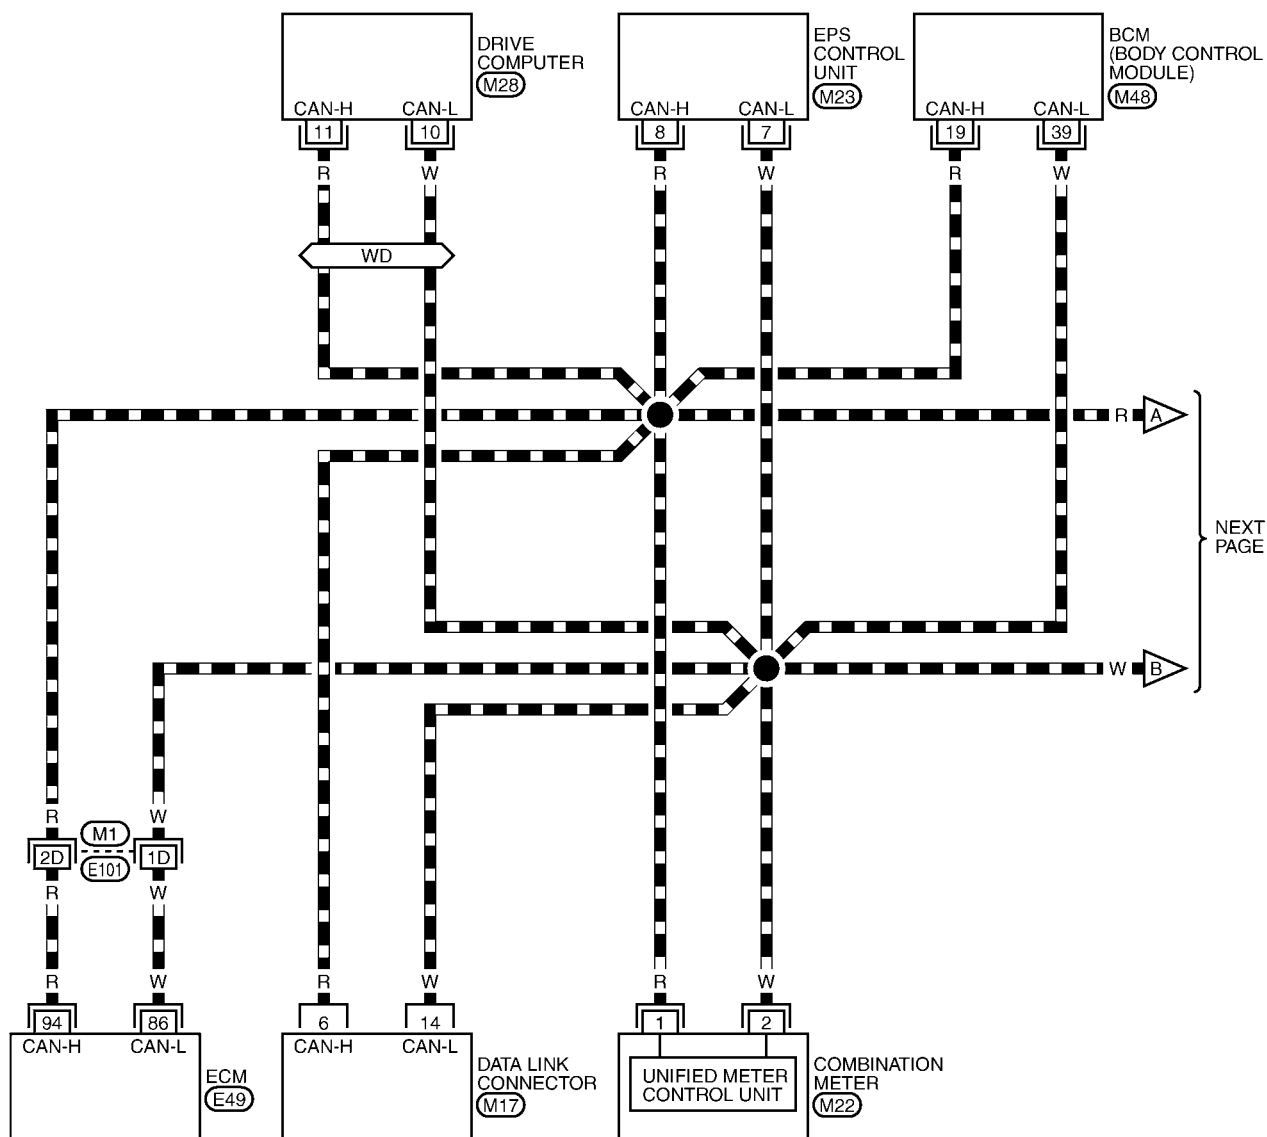 DRIVE
COMPUTER
M28
CAN-H CAN-L
11 10
R W
EPS
CONTROL
UNIT
M23
CAN-H CAN-L
8 7
R W
BCM
(BODY CONTROL
MODULE)
M48
CAN-H CAN-L
19 39
R W
WD
R A
NEXT
PAGE
W B
R W
M1
2D 1D
E101
R W
R W
94 86
CAN-H CAN-L
ECM
E49
R W
6 14
CAN-H CAN-L
DATA LINK
CONNECTOR
M17
R W
1 2
UNIFIED METER
CONTROL UNIT
COMBINATION
METER
M22